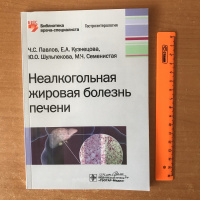 Библиотека
врача-специалиста
Гастроэнтерология
Ч.С. Павлов, Е.А. Кузнецова,
Ю.О. Шульпекова, М.Ч. Семенистая
Неалкогольная
жировая болезнь
печени